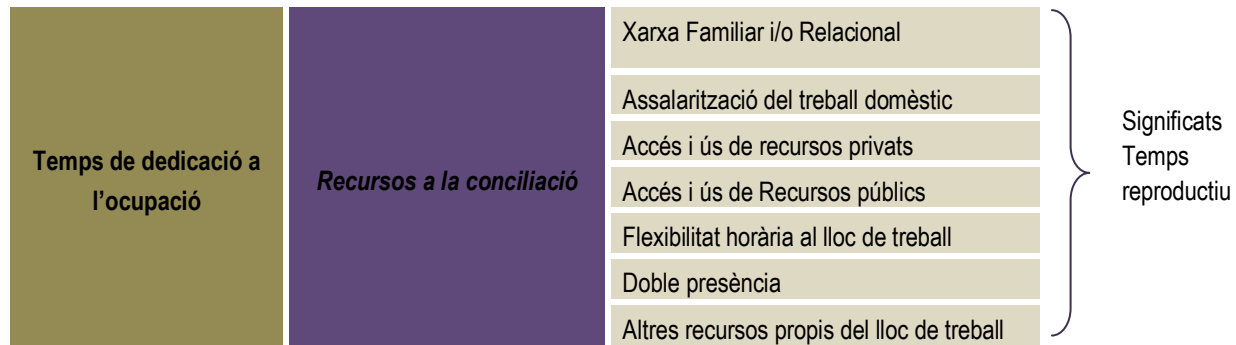 Temps de dedicació a
l’ocupació
Recursos a la conciliació
Xarxa Familiar i/o Relacional
Assalarització del treball domèstic
Accés i ús de recursos privats
Accés i ús de Recursos públics
Flexibilitat horària al lloc de treball
Doble presència
Altres recursos propis del lloc de treball
Significats
Temps
reproductiu